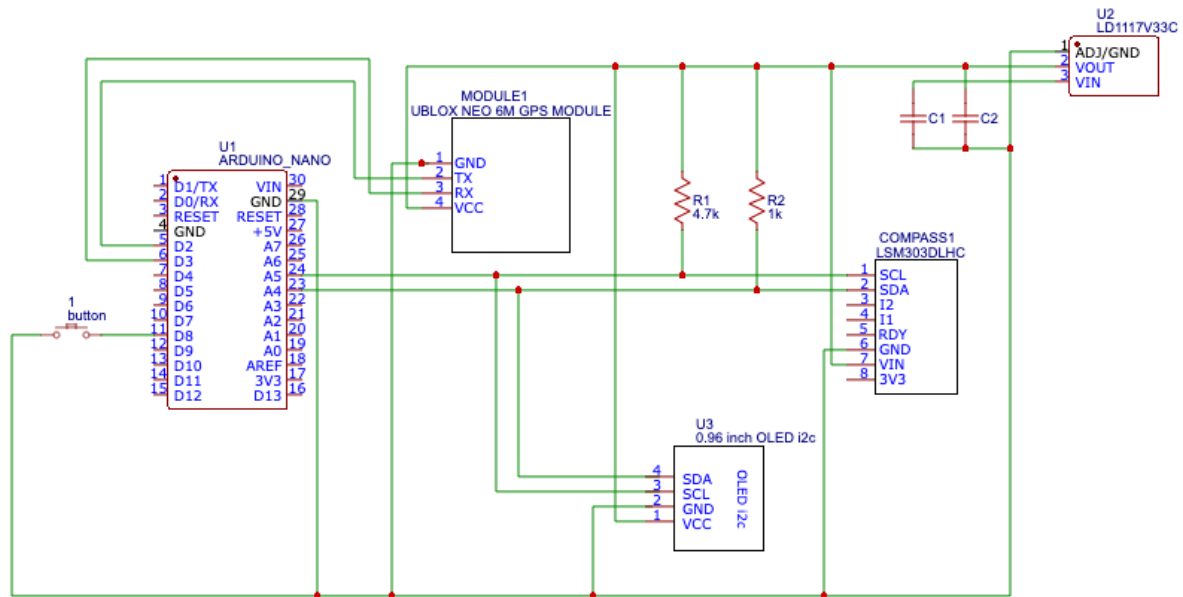 U2
LD1117V33C
1 ADJ/GND
2 VOUT
3 VIN
C1 C2
MODULE1
UBLOX NEO 6M GPS MODULE
1 GND
2 TX
3 RX
4 VCC
U1
ARDUINO_NANO
1 D1/TX VIN 30
2 D0/RX GND 29
3 RESET RESET 28
4 GND +5V 27
5 D2 A7 26
6 D3 A6 25
7 D4 A5 24
8 D5 A4 23
9 D6 A3 22
10 D7 A2 21
11 D8 A1 20
12 D9 A0 19
13 D10 AREF 18
14 D11 3V3 17
15 D12 D13 16
R1
4.7k
R2
1k
COMPASS1
LSM303DLHC
1 SCL
2 SDA
3 I2
4 I1
5 RDY
6 GND
7 VIN
8 3V3
1
button
U3
0.96 inch OLED i2c
4 SDA
3 SCL
2 GND
1 VCC
OLED i2c